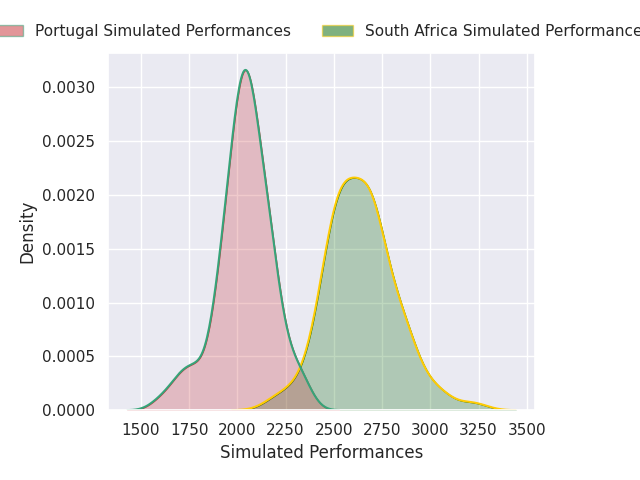 Portugal Simulated Performances
South Africa Simulated Performance
0.0030
0.0025
0.0020
0.0015
0.0010
0.0005
0.0000
Density
1500 1750 2000 2250 2500 2750 3000 3250 3500
Simulated Performances